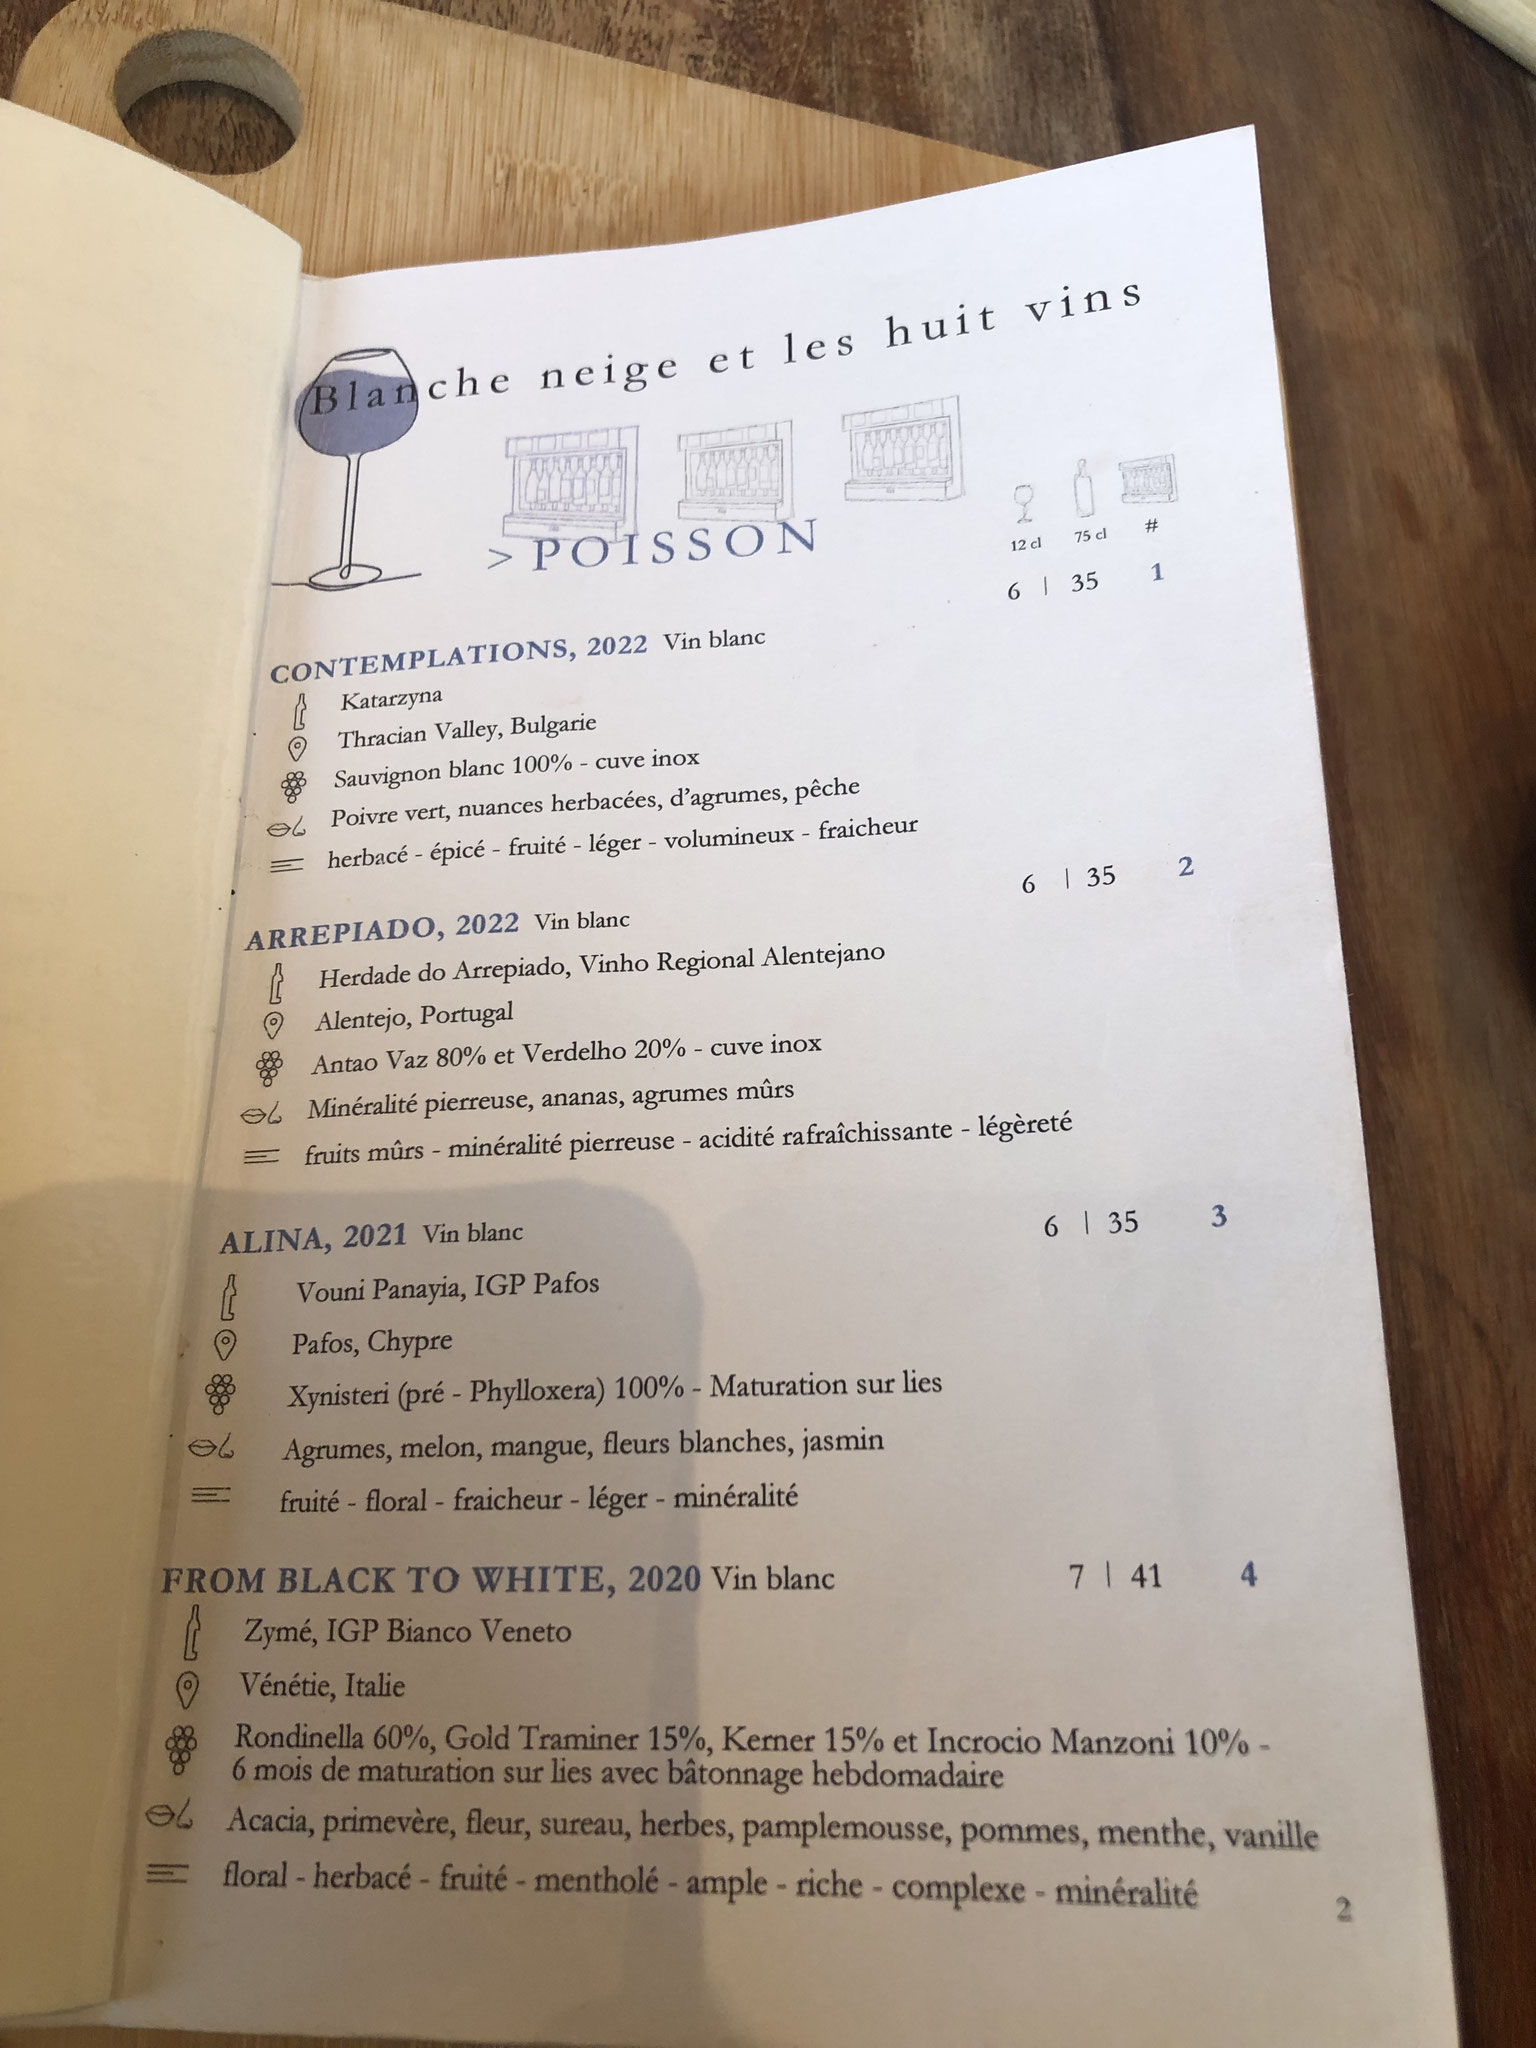 Blanche neige et les huit vins
> POISSON
12 cl 75 cl #
6 | 35 1
CONTEMPLATIONS, 2022 Vin blanc
Katarzyna
Thracian Valley, Bulgarie
Sauvignon blanc 100% - cuve inox
Poivre vert, nuances herbacées, d'agrumes, pêche
herbacé - épicé - fruité - léger - volumineux - fraicheur
6 | 35 2
ARREPIADO, 2022 Vin blanc
Herdade do Arrepiado, Vinho Regional Alentejano
Alentejo, Portugal
Antao Vaz 80% et Verdelho 20% - cuve inox
Minéralité pierreuse, ananas, agrumes mûrs
fruits mûrs - minéralité pierreuse - acidité rafraîchissante - légèreté
ALINA, 2021 Vin blanc 6 | 35 3
Vouni Panayia, IGP Pafos
Pafos, Chypre
Xynisteri (pré - Phylloxera) 100% - Maturation sur lies
Agrumes, melon, mangue, fleurs blanches, jasmin
fruité - floral - fraicheur - léger - minéralité
FROM BLACK TO WHITE, 2020 Vin blanc 7 | 41 4
Zymé, IGP Bianco Veneto
Vénétie, Italie
Rondinella 60%, Gold Traminer 15%, Kerner 15% et Incrocio Manzoni 10% -
6 mois de maturation sur lies avec bâtonnage hebdomadaire
Acacia, primevère, fleur, sureau, herbes, pamplemousse, pommes, menthe, vanille
floral - herbacé - fruité - mentholé - ample - riche - complexe - minéralité
2